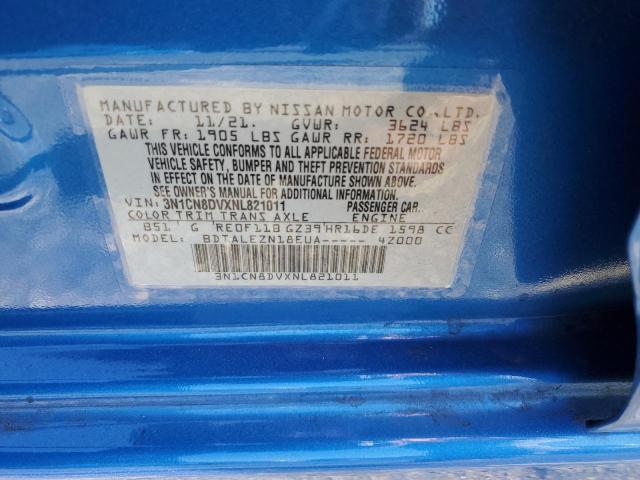 MANUFACTURED BY NISSAN MOTOR CO.,LTD.
DATE: 11/21. GVWR: 3624 LBS
GAWR FR: 1905 LBS GAWR RR: 1720 LBS
THIS VEHICLE CONFORMS TO ALL APPLICABLE FEDERAL MOTOR
VEHICLE SAFETY, BUMPER AND THEFT PREVENTION STANDARDS
IN EFFECT ON THE DATE OF MANUFACTURE SHOWN ABOVE.
SEE OWNER'S MANUAL FOR ADDITIONAL INFORMATION
VIN: 3N1CN8DVXNL821011 PASSENGER CAR
COLOR TRIM TRANS AXLE ENGINE
B51 G RE0F11B GZ39 HR16DE 1598 CC
MODEL BDTALEZN18EUA----- 42000
3N1CN8DVXNL821011